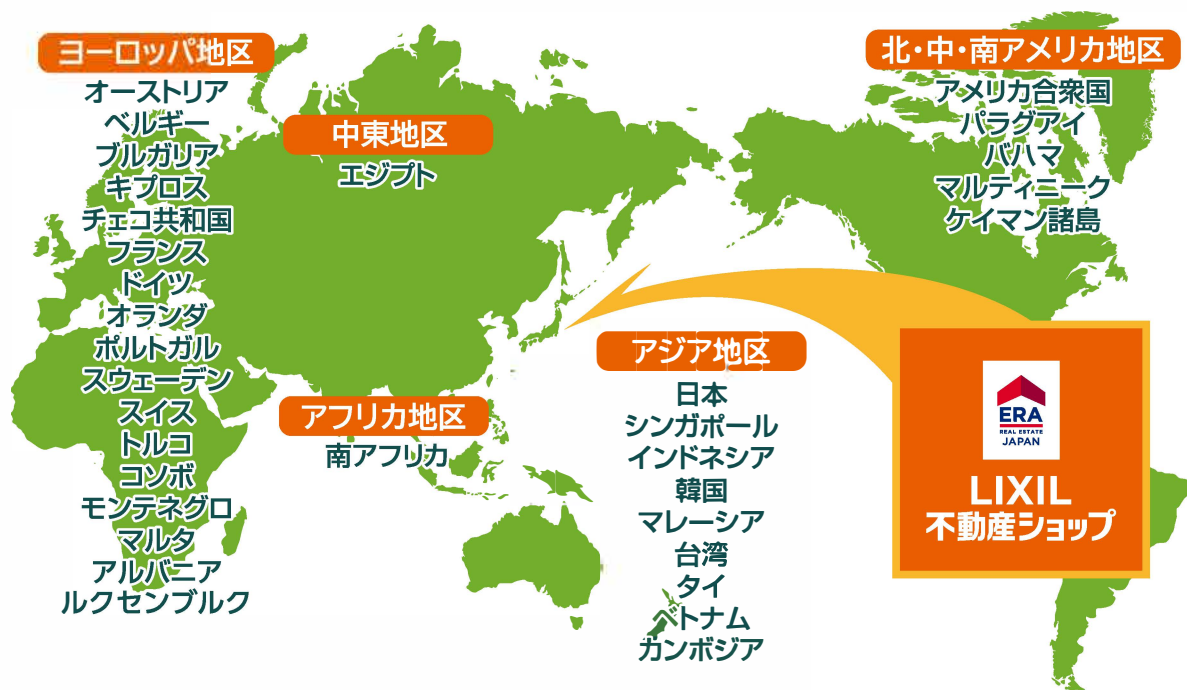 ヨーロッパ地区
オーストリア
ベルギー
ブルガリア
キプロス
チェコ共和国
フランス
ドイツ
オランダ
ポルトガル
スウェーデン
スイス
トルコ
コソボ
モンテネグロ
マルタ
アルバニア
ルクセンブルク
中東地区
エジプト
アフリカ地区
南アフリカ
アジア地区
日本
シンガポール
インドネシア
韓国
マレーシア
台湾
タイ
ベトナム
カンボジア
北・中・南アメリカ地区
アメリカ合衆国
パラグアイ
バハマ
マルティニーク
ケイマン諸島
ERA
REAL ESTATE
JAPAN
LIXIL
不動産ショップ